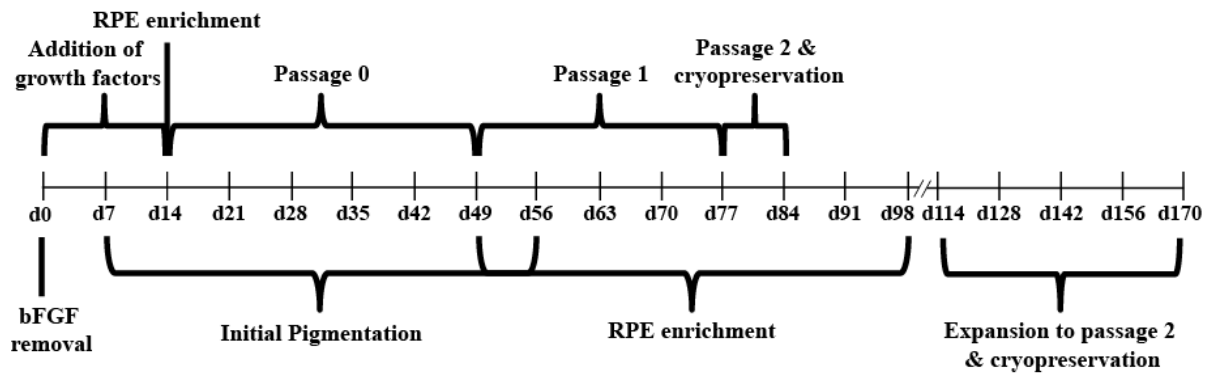 RPE enrichment
Addition of
growth factors
Passage 0
Passage 1
Passage 2 &
cryopreservation
d0 d7 d14 d21 d28 d35 d42 d49 d56 d63 d70 d77 d84 d91 d98 d114 d128 d142 d156 d170
bFGF
removal
Initial Pigmentation
RPE enrichment
Expansion to passage 2
& cryopreservation